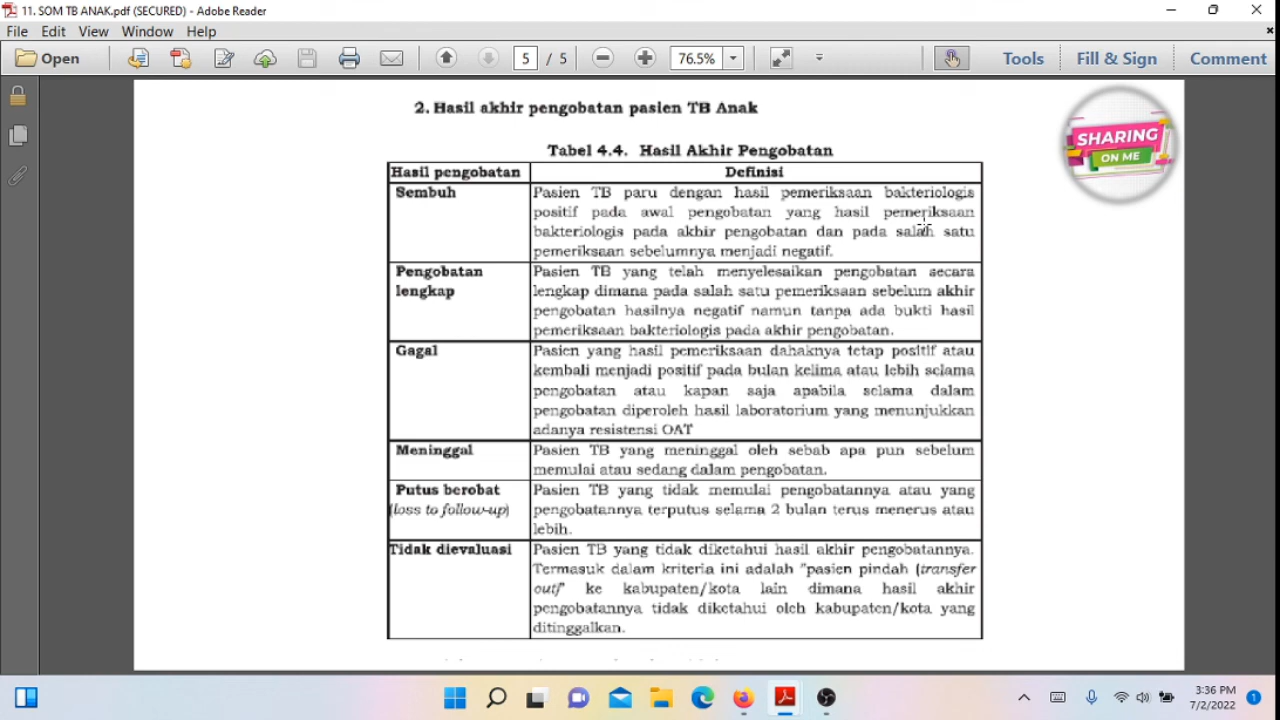 11. SOM TB ANAK.pdf (SECURED) - Adobe Reader
File Edit View Window Help
Open 5 / 5 76.5% Tools Fill & Sign Comment
2. Hasil akhir pengobatan pasien TB Anak
SHARING
ON ME
Tabel 4.4. Hasil Akhir Pengobatan
Hasil pengobatan Definisi
Sembuh Pasien TB paru dengan hasil pemeriksaan bakteriologis
positif pada awal pengobatan yang hasil pemeriksaan
bakteriologis pada akhir pengobatan dan pada salah satu
pemeriksaan sebelumnya menjadi negatif.
Pengobatan Pasien TB yang telah menyelesaikan pengobatan secara
lengkap lengkap dimana pada salah satu pemeriksaan sebelum akhir
pengobatan hasilnya negatif namun tanpa ada bukti hasil
pemeriksaan bakteriologis pada akhir pengobatan.
Gagal Pasien yang hasil pemeriksaan dahaknya tetap positif atau
kembali menjadi positif pada bulan kelima atau lebih selama
pengobatan atau kapan saja apabila selama dalam
pengobatan diperoleh hasil laboratorium yang menunjukkan
adanya resistensi OAT
Meninggal Pasien TB yang meninggal oleh sebab apa pun sebelum
memulai atau sedang dalam pengobatan.
Putus berobat Pasien TB yang tidak memulai pengobatannya atau yang
(loss to follow-up) pengobatannya terputus selama 2 bulan terus menerus atau
lebih.
Tidak dievaluasi Pasien TB yang tidak diketahui hasil akhir pengobatannya.
Termasuk dalam kriteria ini adalah "pasien pindah (transfer
out)" ke kabupaten/kota lain dimana hasil akhir
pengobatannya tidak diketahui oleh kabupaten/kota yang
ditinggalkan.
3:36 PM
7/2/2022 1